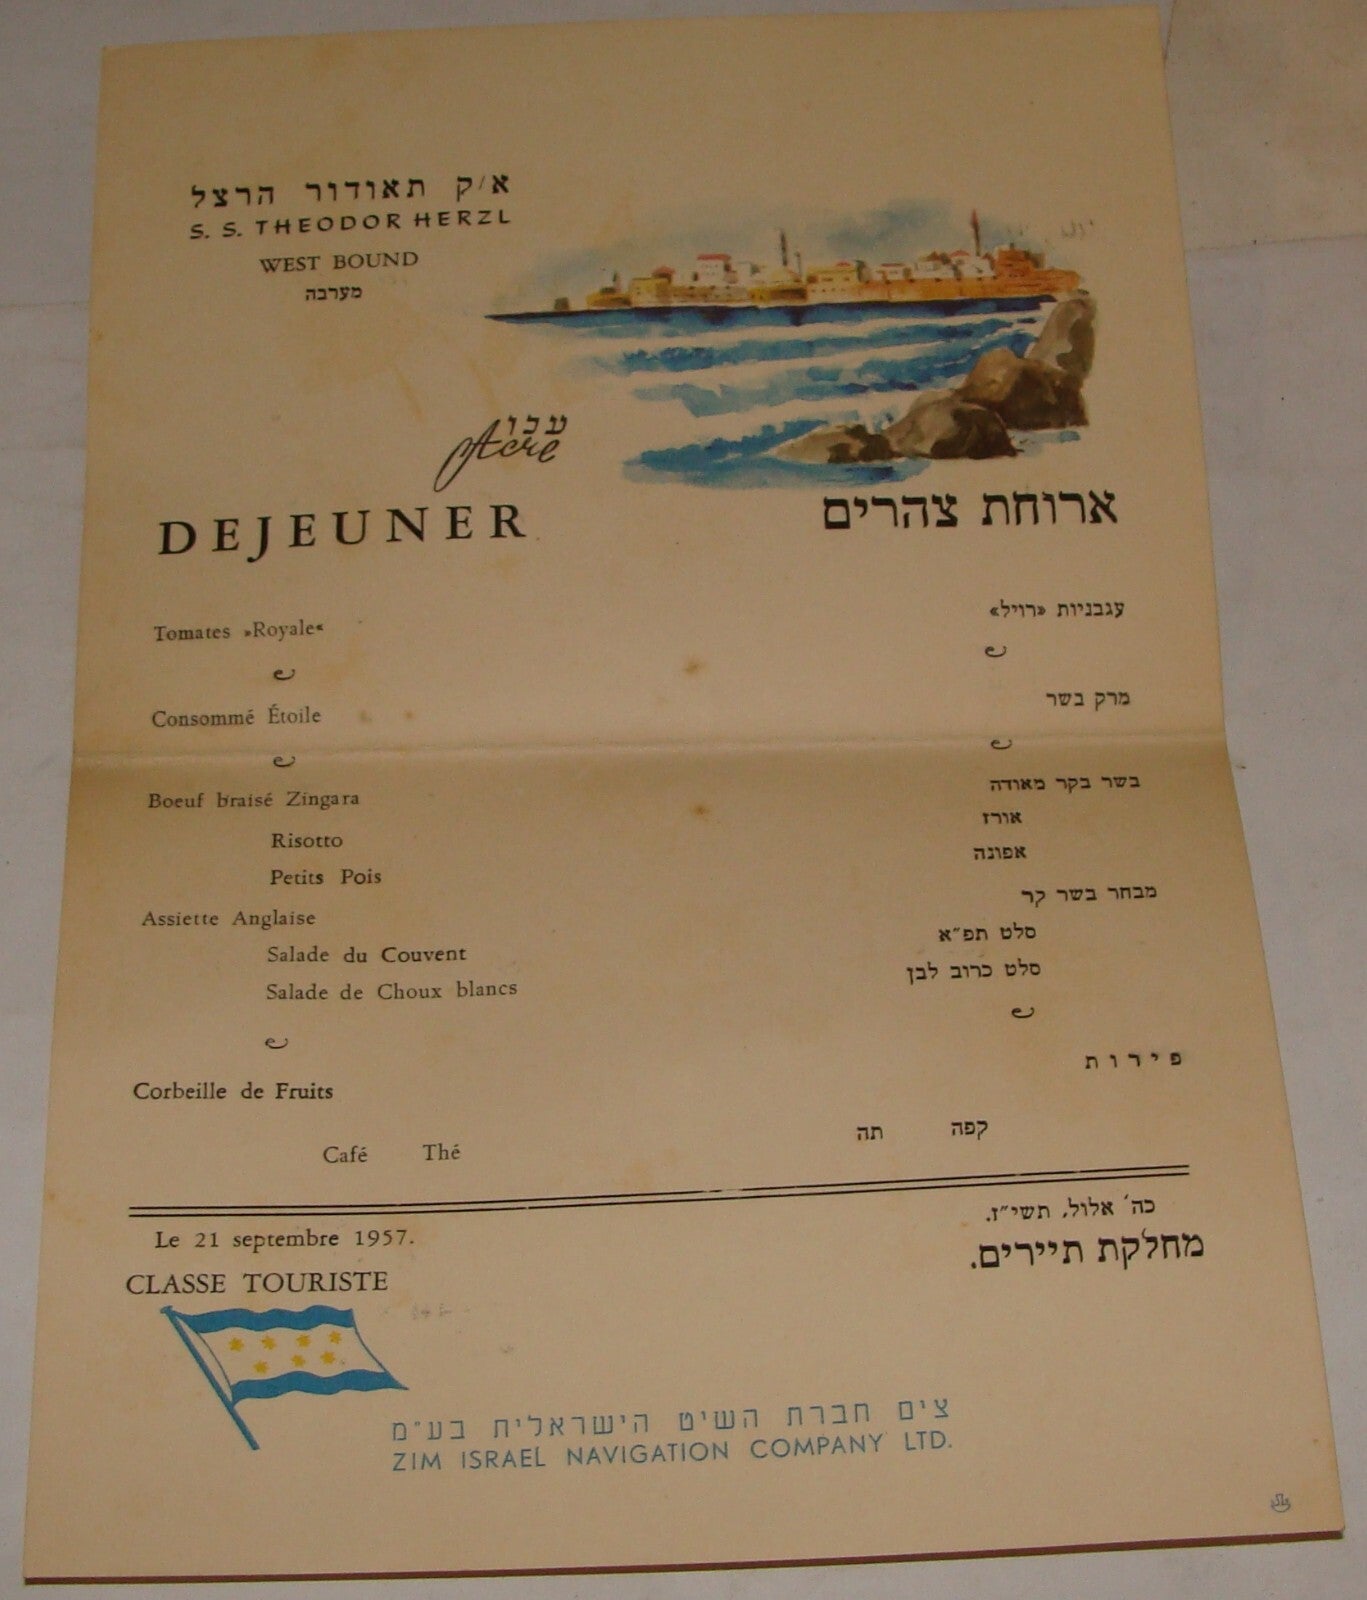 א/ק תאודור הרצל
S. S. THEODOR HERZL
WEST BOUND
מערבה
עכו
Acre
DEJEUNER
ארוחת צהרים
Tomates »Royale«
עגבניות «רויל»
Consommé Étoile
מרק בשר
Boeuf braisé Zingara
בשר בקר מאודה
Risotto
אורז
Petits Pois
אפונה
Assiette Anglaise
מבחר בשר קר
Salade du Couvent
סלט תפ״א
Salade de Choux blancs
סלט כרוב לבן
Corbeille de Fruits
פירות
Café Thé
קפה תה
Le 21 septembre 1957.
כה׳ אלול, תשי״ז.
CLASSE TOURISTE
מחלקת תיירים.
צים חברת השיט הישראלית בע״מ
ZIM ISRAEL NAVIGATION COMPANY LTD.